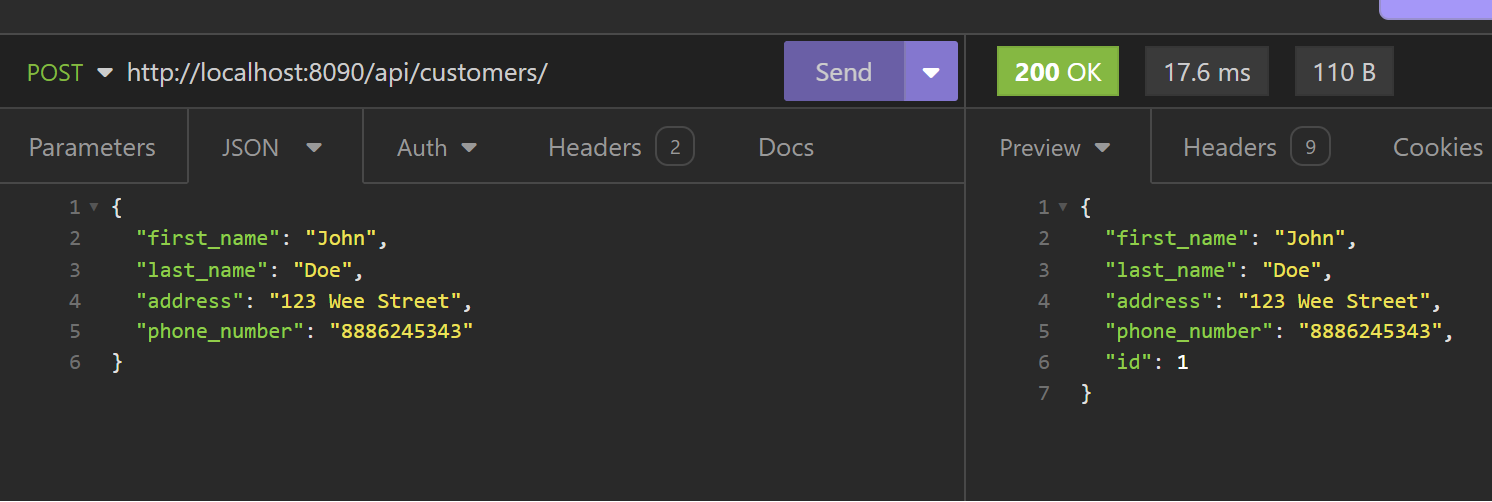 POST http://localhost:8090/api/customers/ Send 200 OK 17.6 ms 110 B
Parameters JSON Auth Headers 2 Docs Preview Headers 9 Cookies
1 {
2 "first_name": "John",
3 "last_name": "Doe",
4 "address": "123 Wee Street",
5 "phone_number": "8886245343"
6 }
1 {
2 "first_name": "John",
3 "last_name": "Doe",
4 "address": "123 Wee Street",
5 "phone_number": "8886245343",
6 "id": 1
7 }